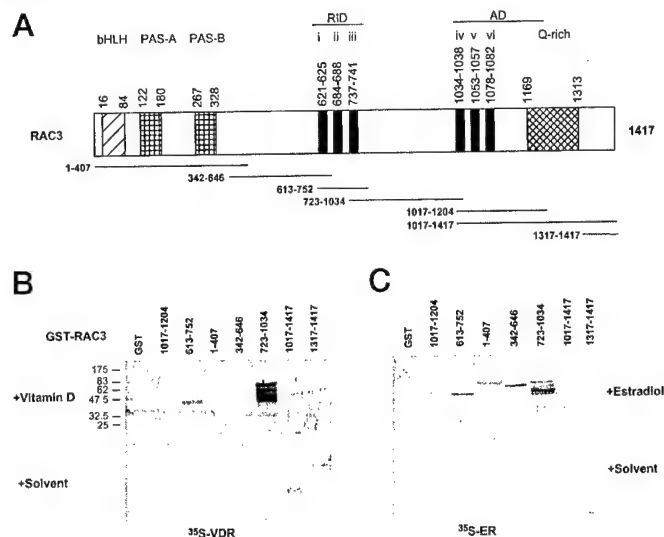 A
RID
AD
bHLH PAS-A PAS-B i ii iii iv v vi Q-rich
16 84 122 180 267 328 621-625 684-688 737-741 1034-1038 1053-1057 1078-1082 1169 1313
RAC3 1417
1-407
342-646
613-752
723-1034
1017-1204
1017-1417
1317-1417
B
GST-RAC3
GST 1017-1204 613-752 1-407 342-646 723-1034 1017-1417 1317-1417
+Vitamin D
175
83
62
47.5
32.5
25
+Solvent
35S-VDR
C
GST 1017-1204 613-752 1-407 342-646 723-1034 1017-1417 1317-1417
+Estradiol
+Solvent
35S-ER